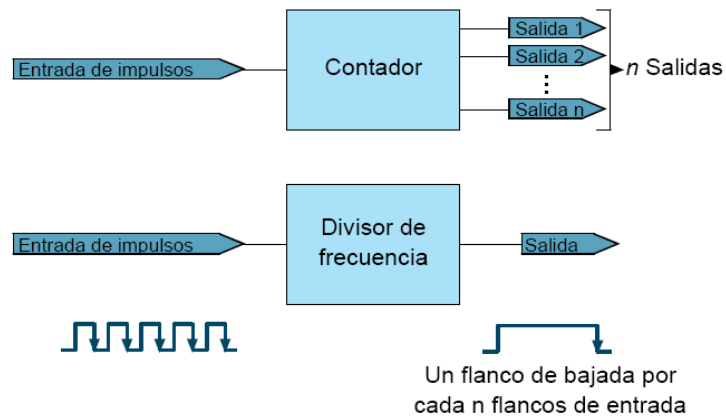 Entrada de impulsos
Contador
Salida 1
Salida 2
⋮
Salida n
n Salidas
Entrada de impulsos
Divisor de
frecuencia
Salida
Un flanco de bajada por
cada n flancos de entrada